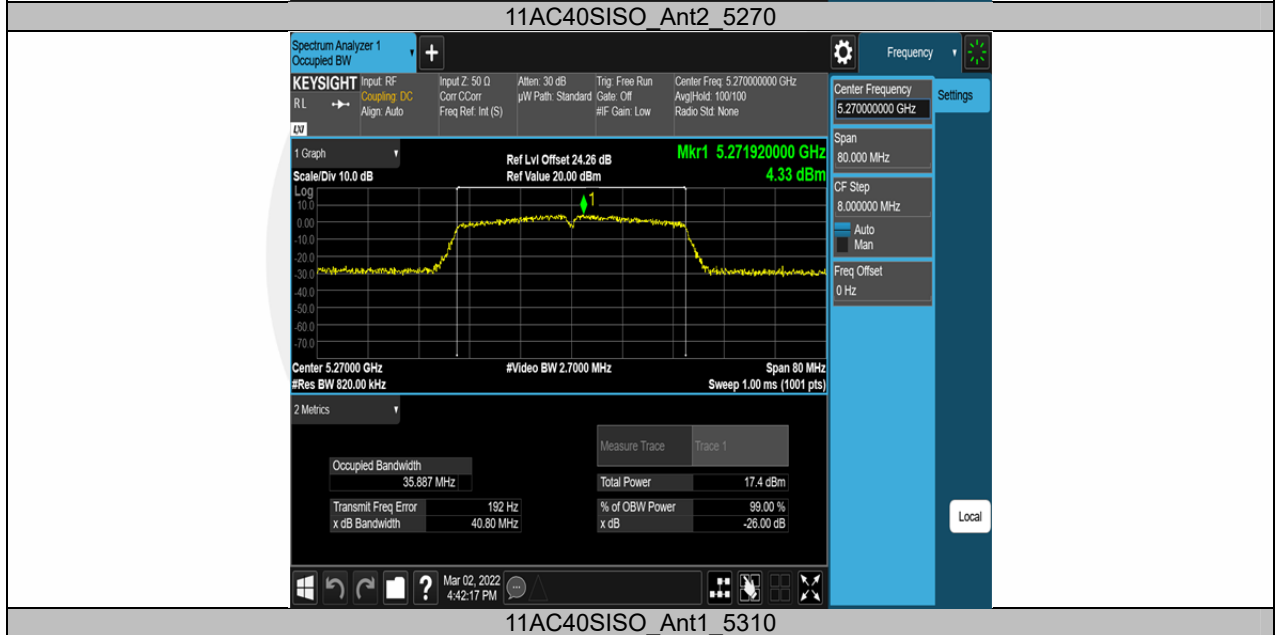 11AC40SISO_Ant2_5270
Spectrum Analyzer 1
Occupied BW
+
Frequency
KEYSIGHT
Input: RF
Coupling: DC
Align: Auto
RL
LXI
Input Z: 50 Ω
Corr CCorr
Freq Ref: Int (S)
Atten: 30 dB
µW Path: Standard
Trig: Free Run
Gate: Off
#IF Gain: Low
Center Freq: 5.270000000 GHz
Avg|Hold: 100/100
Radio Std: None
Center Frequency
5.270000000 GHz
Settings
Span
80.000 MHz
CF Step
8.000000 MHz
Auto
Man
Freq Offset
0 Hz
1 Graph
Scale/Div 10.0 dB
Ref Lvl Offset 24.26 dB
Ref Value 20.00 dBm
Mkr1 5.271920000 GHz
4.33 dBm
Log
10.0
0.00
-10.0
-20.0
-30.0
-40.0
-50.0
-60.0
-70.0
1
Center 5.27000 GHz
#Video BW 2.7000 MHz
Span 80 MHz
#Res BW 820.00 kHz
Sweep 1.00 ms (1001 pts)
2 Metrics
Measure Trace
Trace 1
Occupied Bandwidth
35.887 MHz
Total Power
17.4 dBm
Transmit Freq Error
192 Hz
% of OBW Power
99.00 %
x dB Bandwidth
40.80 MHz
x dB
-26.00 dB
Local
?
Mar 02, 2022
4:42:17 PM
11AC40SISO_Ant1_5310